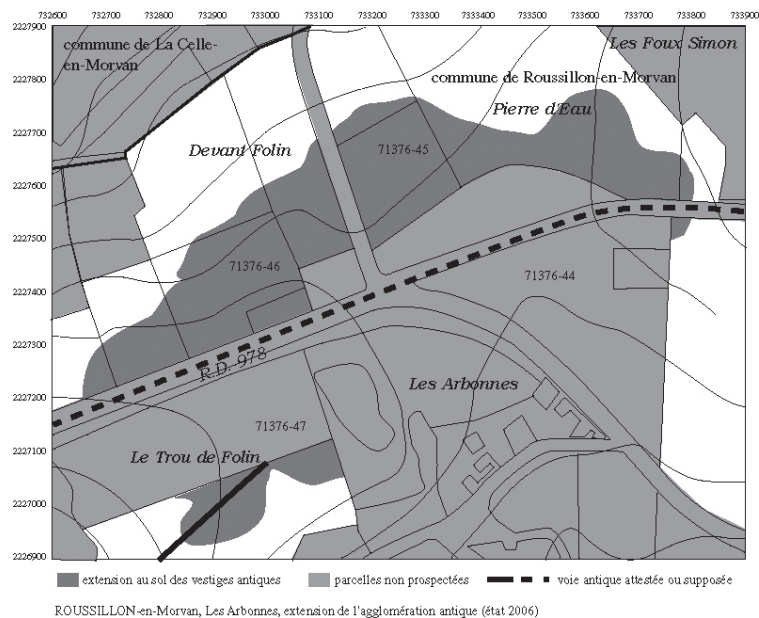 732600 732700 732800 732900 733000 733100 733200 733300 733400 733500 733600 733700 733800 733900
2227900
2227800
2227700
2227600
2227500
2227400
2227300
2227200
2227100
2227000
2226900
commune de La Celle-
en-Morvan
Les Foux Simon
commune de Roussillon-en-Morvan
Pierre d'Eau
Devant Folin
71376-45
71376-46
71376-44
R.D. 978
Les Arbonnes
71376-47
Le Trou de Folin
extension au sol des vestiges antiques parcelles non prospectées voie antique attestée ou supposée
ROUSSILLON-en-Morvan, Les Arbonnes, extension de l'agglomération antique (état 2006)